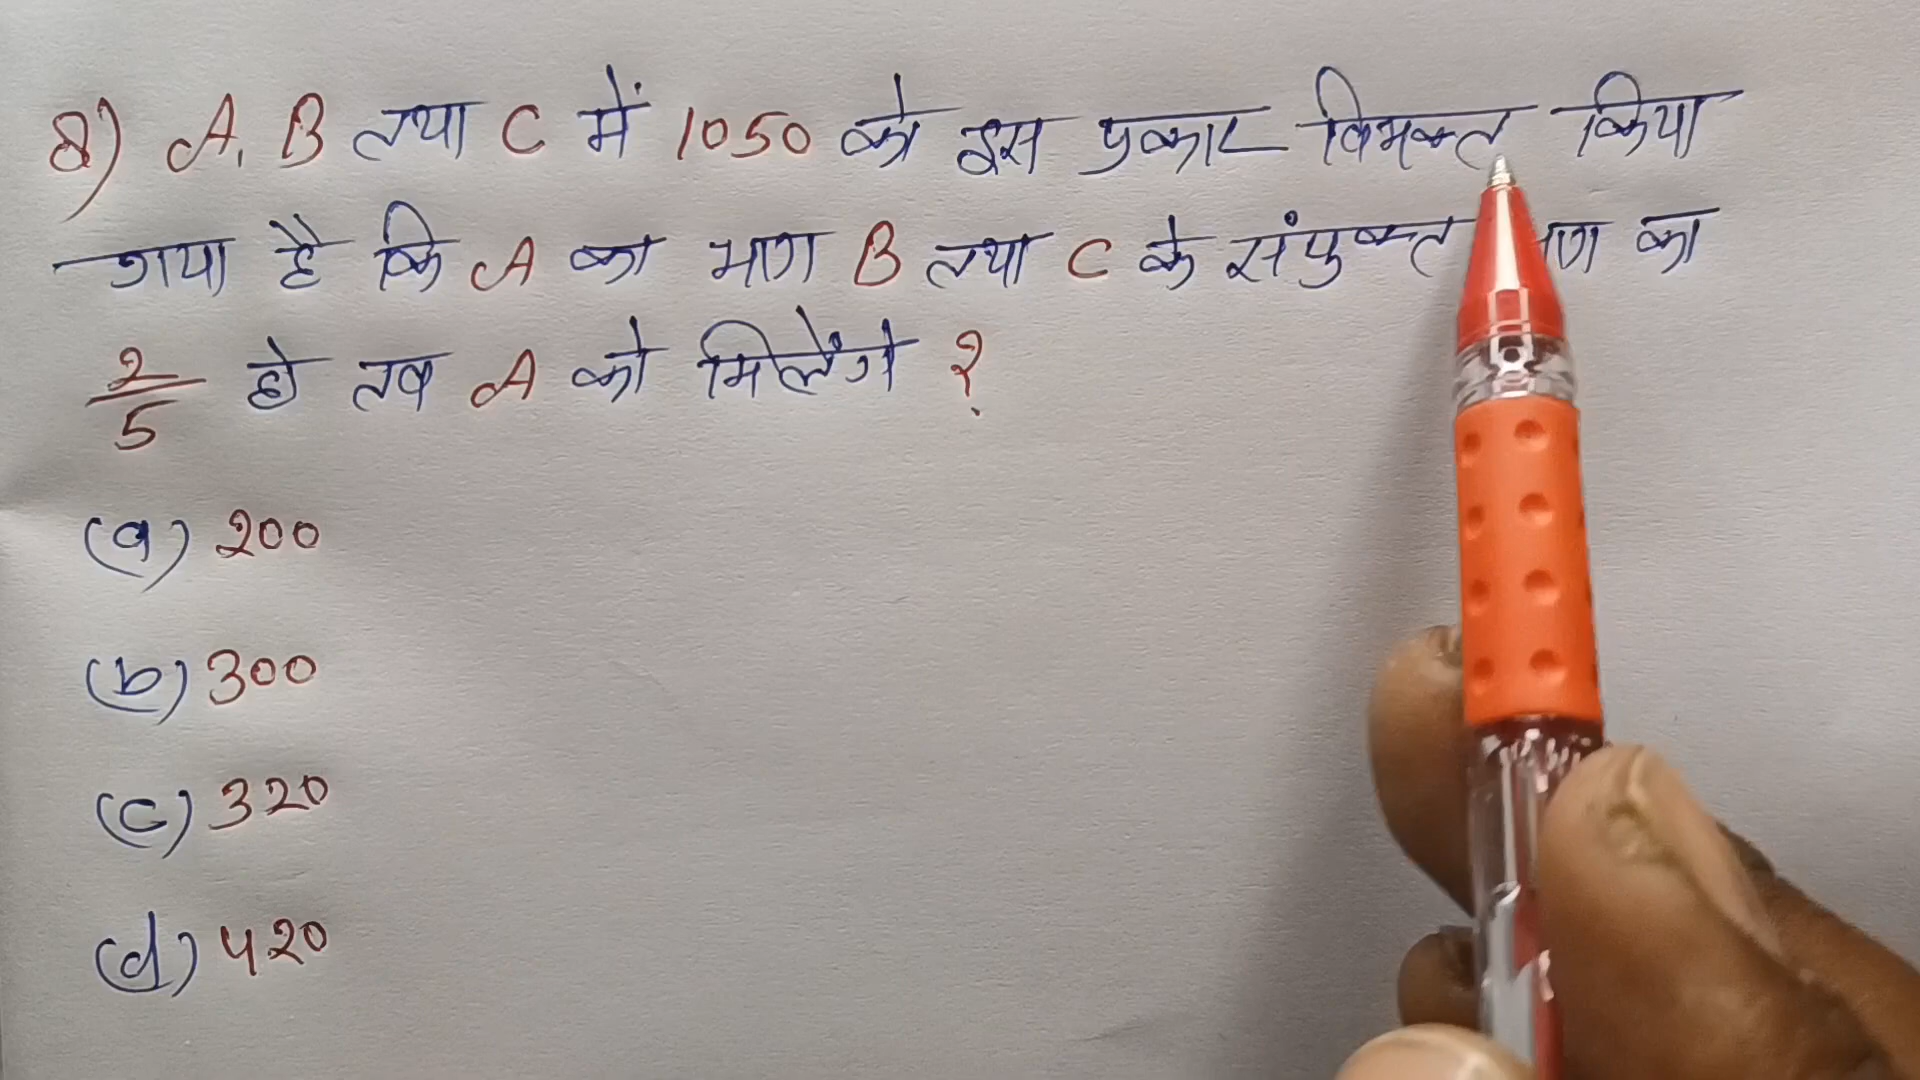 8) A, B तथा C में 1050 को इस प्रकार विभक्त किया
गया है कि A का भाग B तथा C के संयुक्त का
2/5 हो तब A को मिलेंगे ?
(a) 200
(b) 300
(c) 320
(d) 420